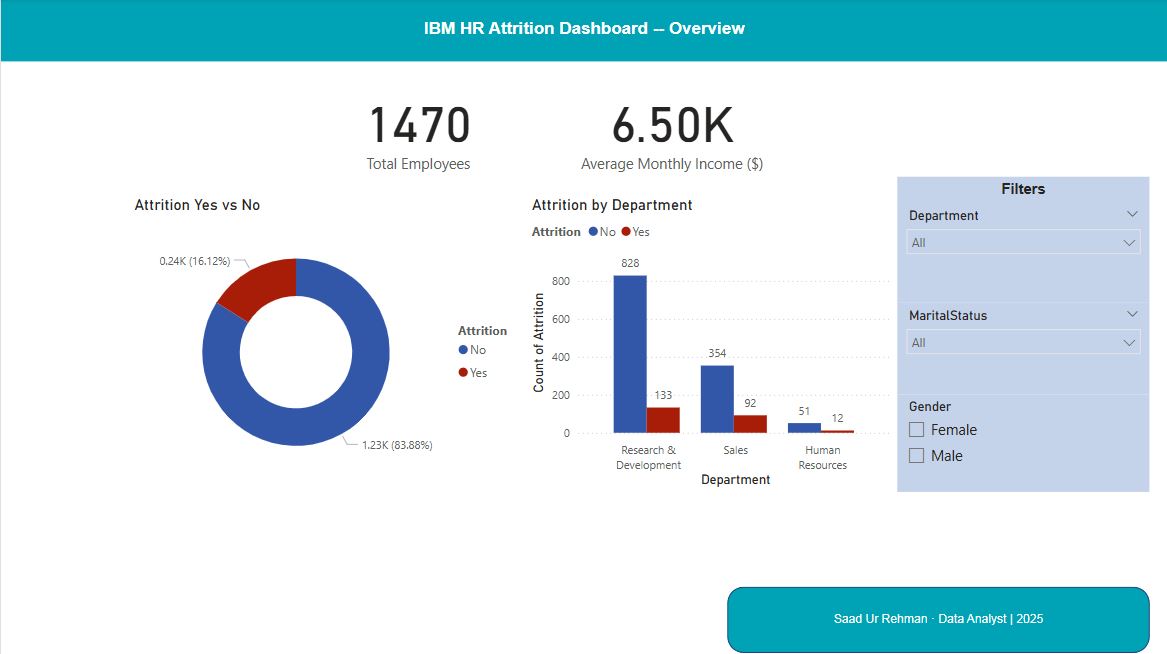 IBM HR Attrition Dashboard -- Overview
1470
Total Employees
6.50K
Average Monthly Income ($)
Attrition Yes vs No
0.24K (16.12%)
1.23K (83.88%)
Attrition
No
Yes
Attrition by Department
Attrition No Yes
Count of Attrition
800
600
400
200
0
828
133
354
92
51
12
Research &
Development
Sales
Human
Resources
Department
Filters
Department
All
MaritalStatus
All
Gender
Female
Male
Saad Ur Rehman · Data Analyst | 2025